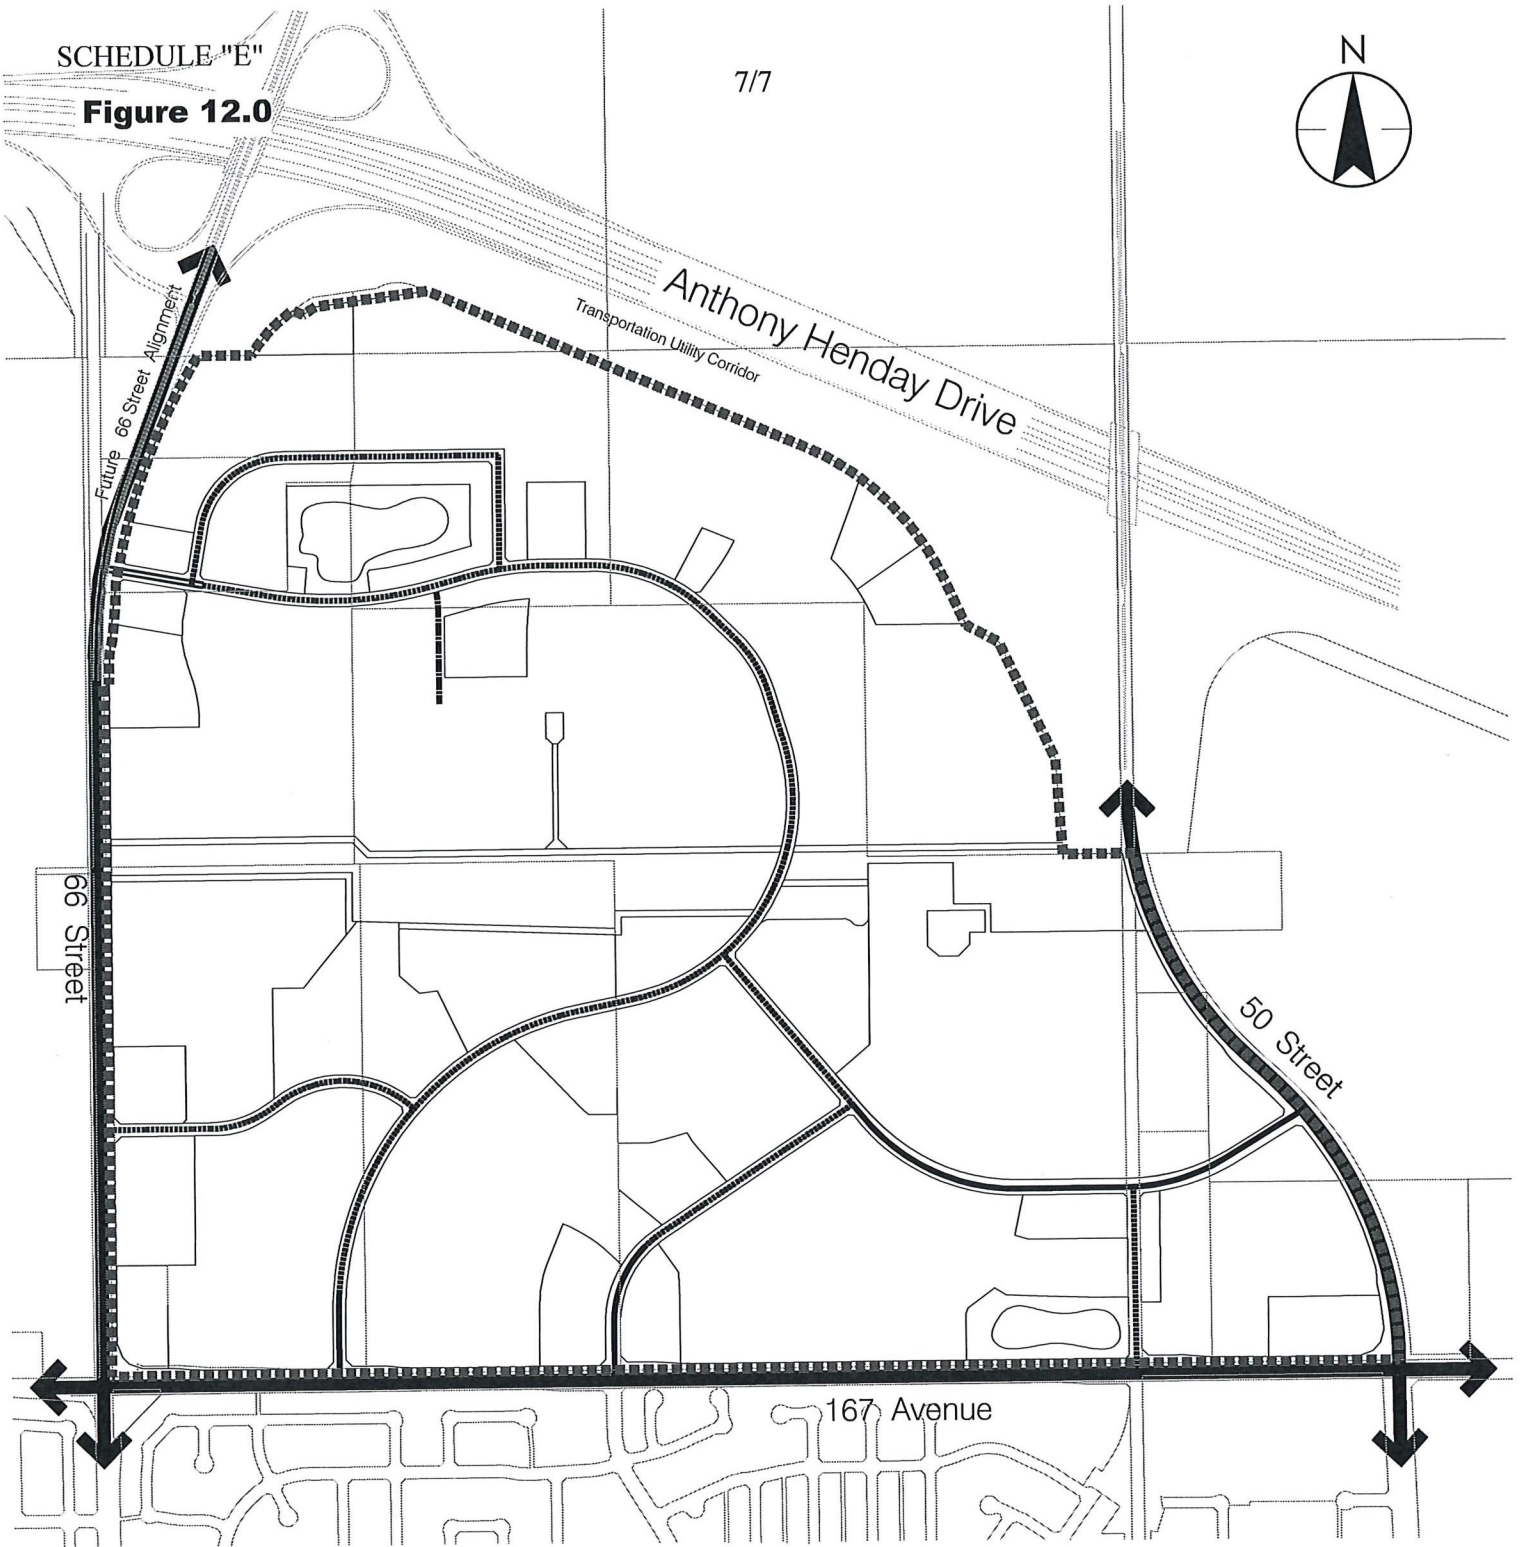 SCHEDULE "E"
7/7
N
Figure 12.0
Anthony Henday Drive
Transportation Utility Corridor
Future 66 Street Alignment
66 Street
50 Street
167 Avenue